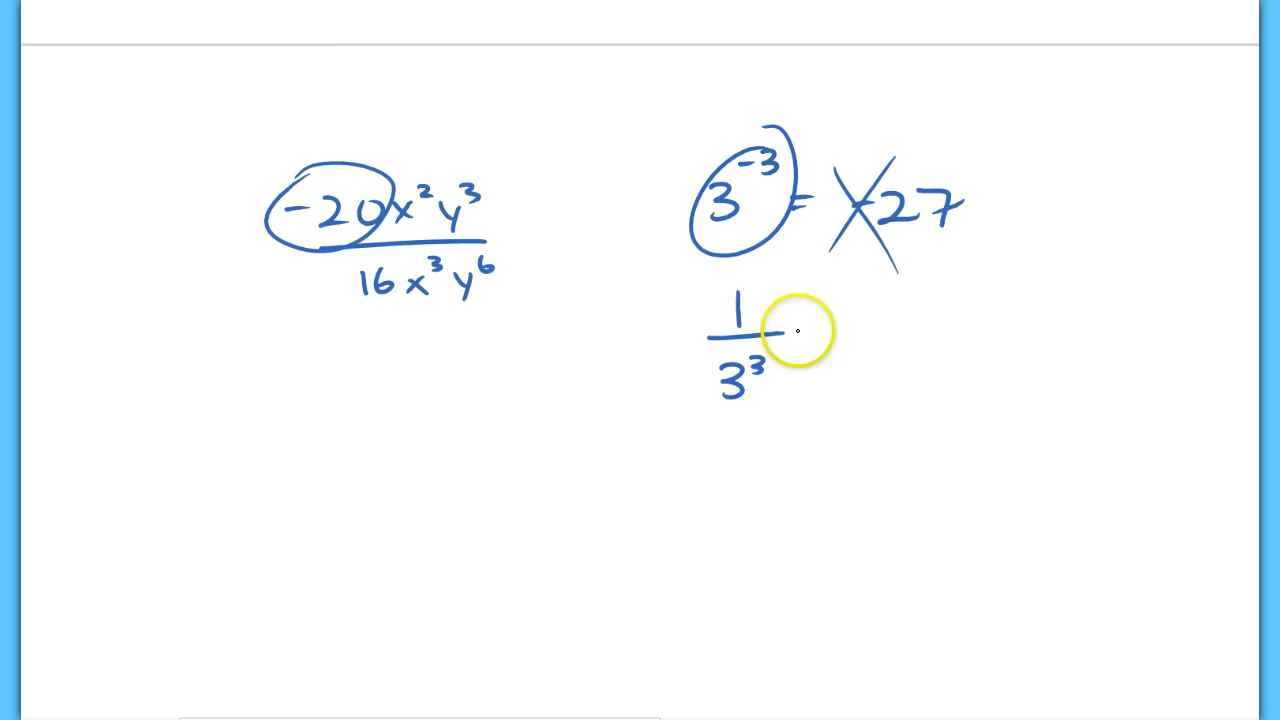 -20x²y³
16x³y⁶
3⁻³ = -27
1
3³